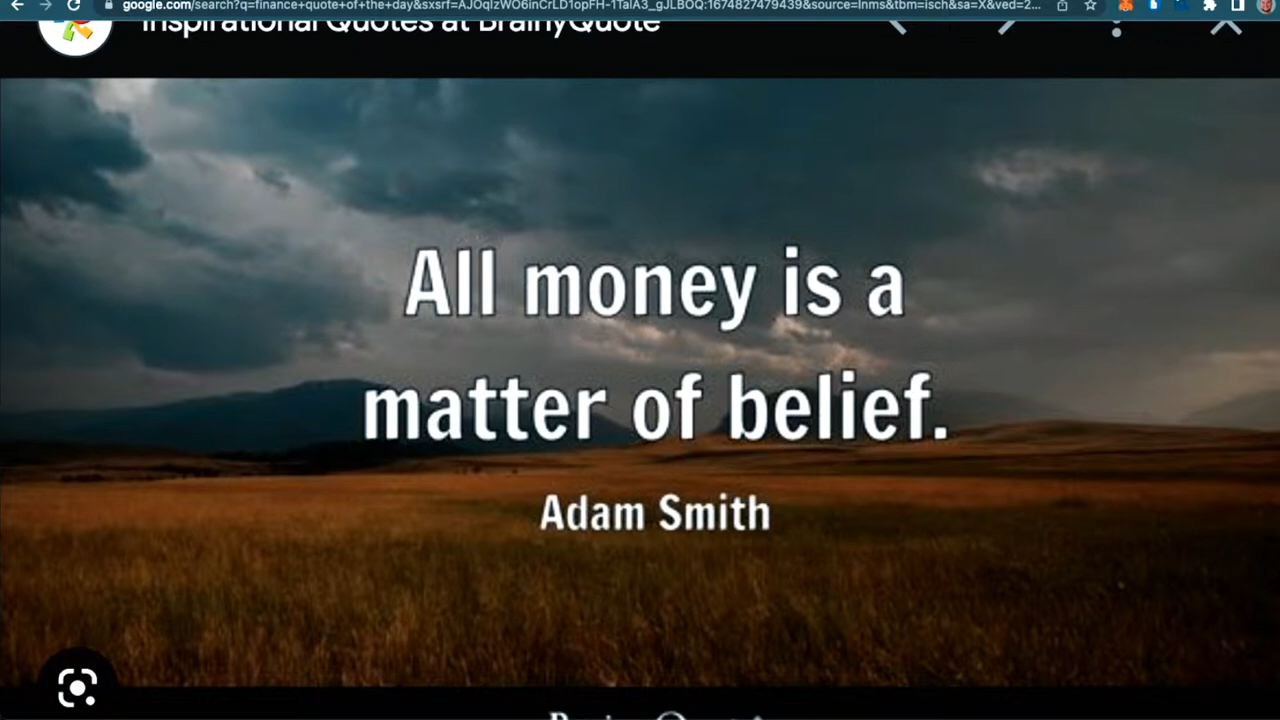 google.com/search?q=finance+quote+of+the+day&sxsrf=AJOqlzWO6inCrLD1opFH-1TalA3_gJLBOQ:1674827479439&source=lnms&tbm=isch&sa=X&ved=2...
Inspirational Quotes at BrainyQuote
All money is a
matter of belief.
Adam Smith